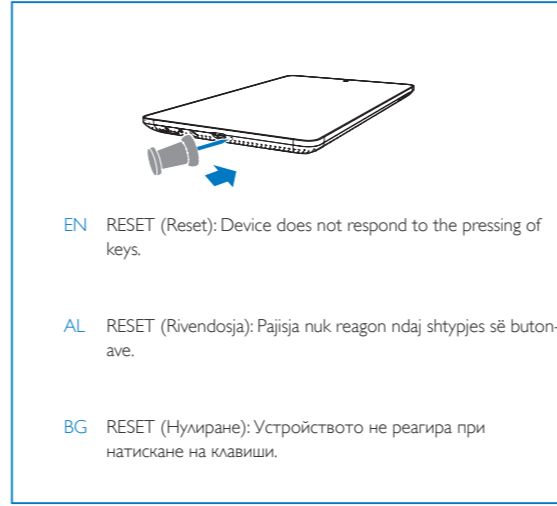 EN RESET (Reset): Device does not respond to the pressing of
keys.
AL RESET (Rivendosja): Pajisja nuk reagon ndaj shtypjes së buton-
ave.
BG RESET (Нулиране): Устройството не реагира при
натискане на клавиши.